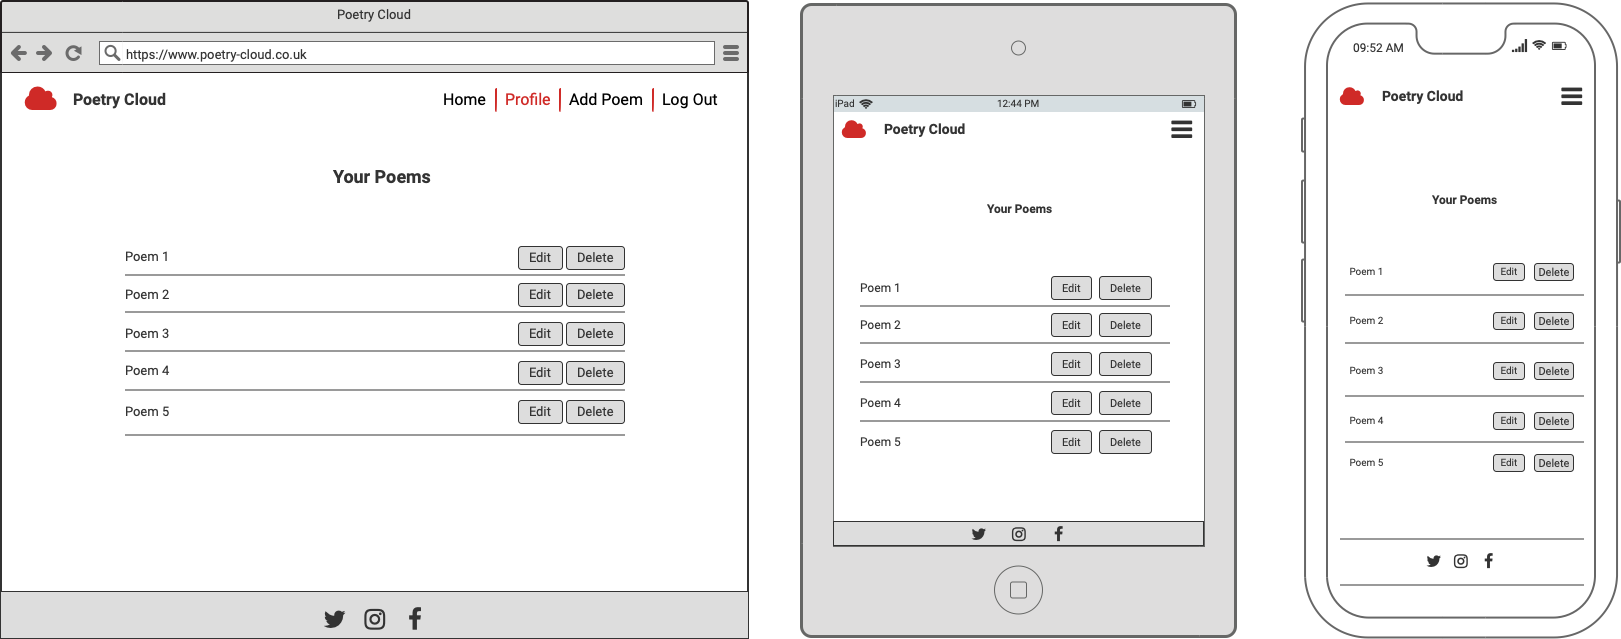 Poetry Cloud
https://www.poetry-cloud.co.uk
Poetry Cloud
Home Profile Add Poem Log Out
Your Poems
Poem 1 Edit Delete
Poem 2 Edit Delete
Poem 3 Edit Delete
Poem 4 Edit Delete
Poem 5 Edit Delete
iPad 12:44 PM
Poetry Cloud
Your Poems
Poem 1 Edit Delete
Poem 2 Edit Delete
Poem 3 Edit Delete
Poem 4 Edit Delete
Poem 5 Edit Delete
09:52 AM
Poetry Cloud
Your Poems
Poem 1 Edit Delete
Poem 2 Edit Delete
Poem 3 Edit Delete
Poem 4 Edit Delete
Poem 5 Edit Delete